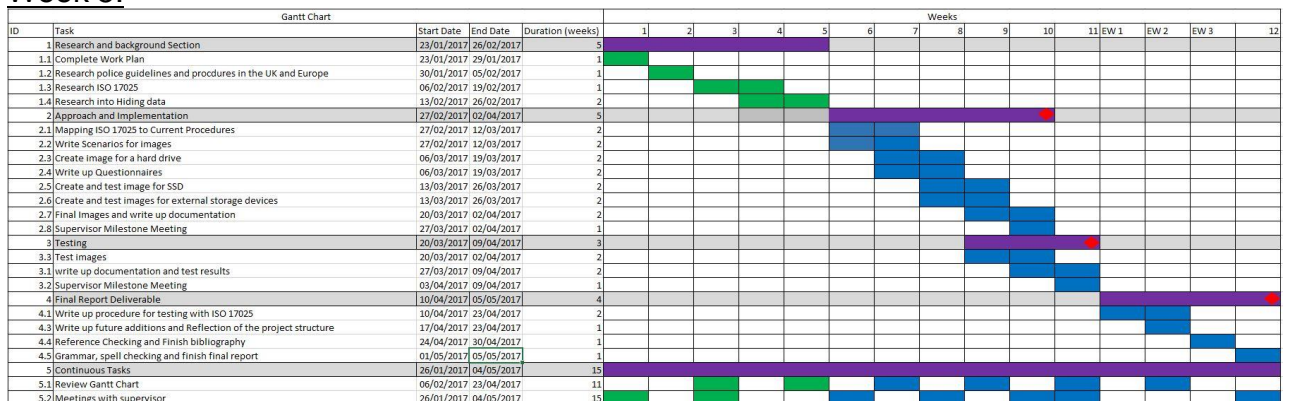 Gantt Chart Weeks
ID Task Start Date End Date Duration (weeks) 1 2 3 4 5 6 7 8 9 10 11 EW 1 EW 2 EW 3 12
1 Research and background Section 23/01/2017 26/02/2017 5
1.1 Complete Work Plan 23/01/2017 29/01/2017 1
1.2 Research police guidelines and procdures in the UK and Europe 30/01/2017 05/02/2017 1
1.3 Research ISO 17025 06/02/2017 19/02/2017 1
1.4 Research into Hiding data 13/02/2017 26/02/2017 2
2 Approach and Implementation 27/02/2017 02/04/2017 5
2.1 Mapping ISO 17025 to Current Procedures 27/02/2017 12/03/2017 2
2.2 Write Scenarios for images 27/02/2017 12/03/2017 2
2.3 Create image for a hard drive 06/03/2017 19/03/2017 2
2.4 Write up Questionnaires 06/03/2017 19/03/2017 2
2.5 Create and test image for SSD 13/03/2017 26/03/2017 2
2.6 Create and test images for external storage devices 13/03/2017 26/03/2017 2
2.7 Final Images and write up documentation 20/03/2017 02/04/2017 2
2.8 Supervisor Milestone Meeting 27/03/2017 02/04/2017 1
3 Testing 20/03/2017 09/04/2017 3
3.3 Test images 20/03/2017 02/04/2017 2
3.1 write up documentation and test results 27/03/2017 09/04/2017 2
3.2 Supervisor Milestone Meeting 03/04/2017 09/04/2017 1
4 Final Report Deliverable 10/04/2017 05/05/2017 4
4.1 Write up procedure for testing with ISO 17025 10/04/2017 23/04/2017 2
4.3 Write up future additions and Reflection of the project structure 17/04/2017 23/04/2017 1
4.4 Reference Checking and Finish bibliography 24/04/2017 30/04/2017 1
4.5 Grammar, spell checking and finish final report 01/05/2017 05/05/2017 1
5 Continuous Tasks 26/01/2017 04/05/2017 15
5.1 Review Gantt Chart 06/02/2017 23/04/2017 11
5.2 Meetings with supervisor 26/01/2017 04/05/2017 15